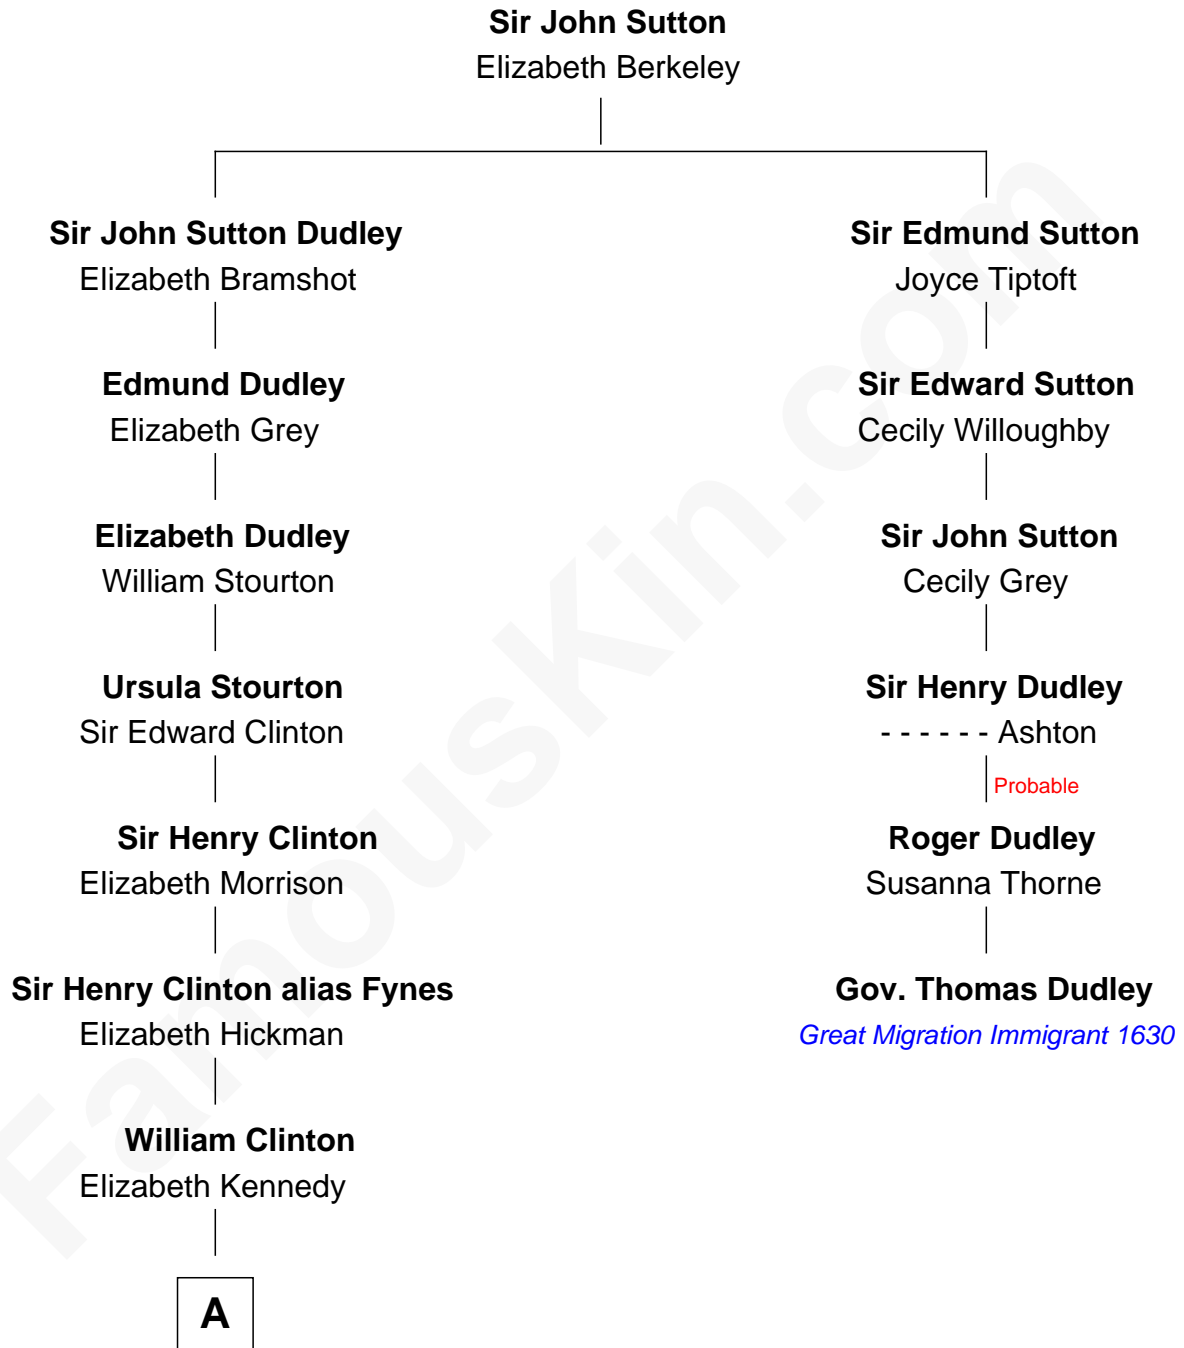 Sir John Sutton
Elizabeth Berkeley
Sir John Sutton Dudley
Elizabeth Bramshot
Edmund Dudley
Elizabeth Grey
Elizabeth Dudley
William Stourton
Ursula Stourton
Sir Edward Clinton
Sir Henry Clinton
Elizabeth Morrison
Sir Henry Clinton alias Fynes
Elizabeth Hickman
William Clinton
Elizabeth Kennedy
A
Sir Edmund Sutton
Joyce Tiptoft
Sir Edward Sutton
Cecily Willoughby
Sir John Sutton
Cecily Grey
Sir Henry Dudley
- - - - - - Ashton
Probable
Roger Dudley
Susanna Thorne
Gov. Thomas Dudley
Great Migration Immigrant 1630
FamousKin.com